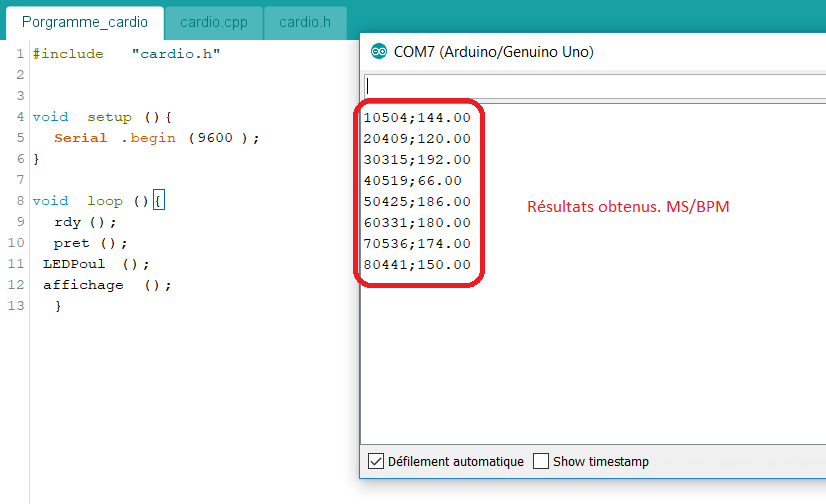 Porgramme_cardio cardio.cpp cardio.h
1 #include "cardio.h"
2
3
4 void setup (){
5 Serial .begin (9600 );
6 }
7
8 void loop (){
9 rdy ();
10 pret ();
11 LEDPoul ();
12 affichage ();
13 }
COM7 (Arduino/Genuino Uno)
10504;144.00
20409;120.00
30315;192.00
40519;66.00
50425;186.00
60331;180.00
70536;174.00
80441;150.00
Résultats obtenus. MS/BPM
Défilement automatique Show timestamp